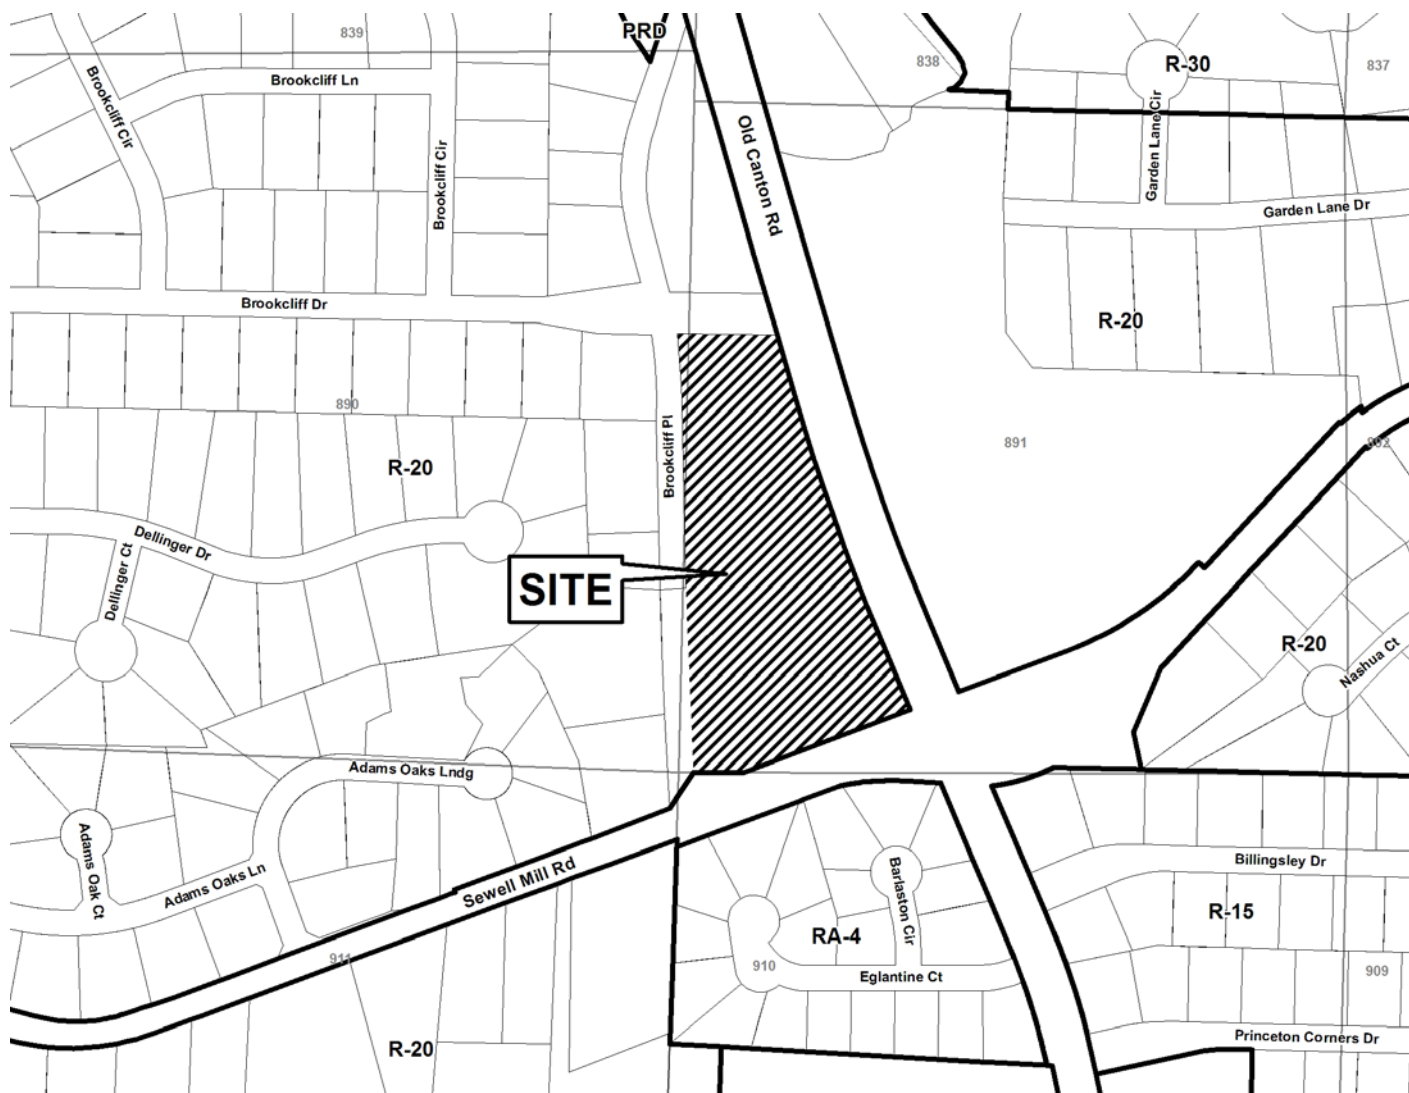 PRD
839
838
R-30
837
Brookcliff Ln
Brookcliff Cir
Brookcliff Cir
Old Canton Rd
Garden Lane Cir
Garden Lane Dr
Brookcliff Dr
R-20
890
891
892
Brookcliff Pl
R-20
Dellinger Dr
Dellinger Ct
SITE
R-20
Nashua Ct
Adams Oaks Lndg
Adams Oak Ct
Adams Oaks Ln
Sewell Mill Rd
Barlaston Cir
Billingsley Dr
R-15
RA-4
911
910
Eglantine Ct
909
R-20
Princeton Corners Dr